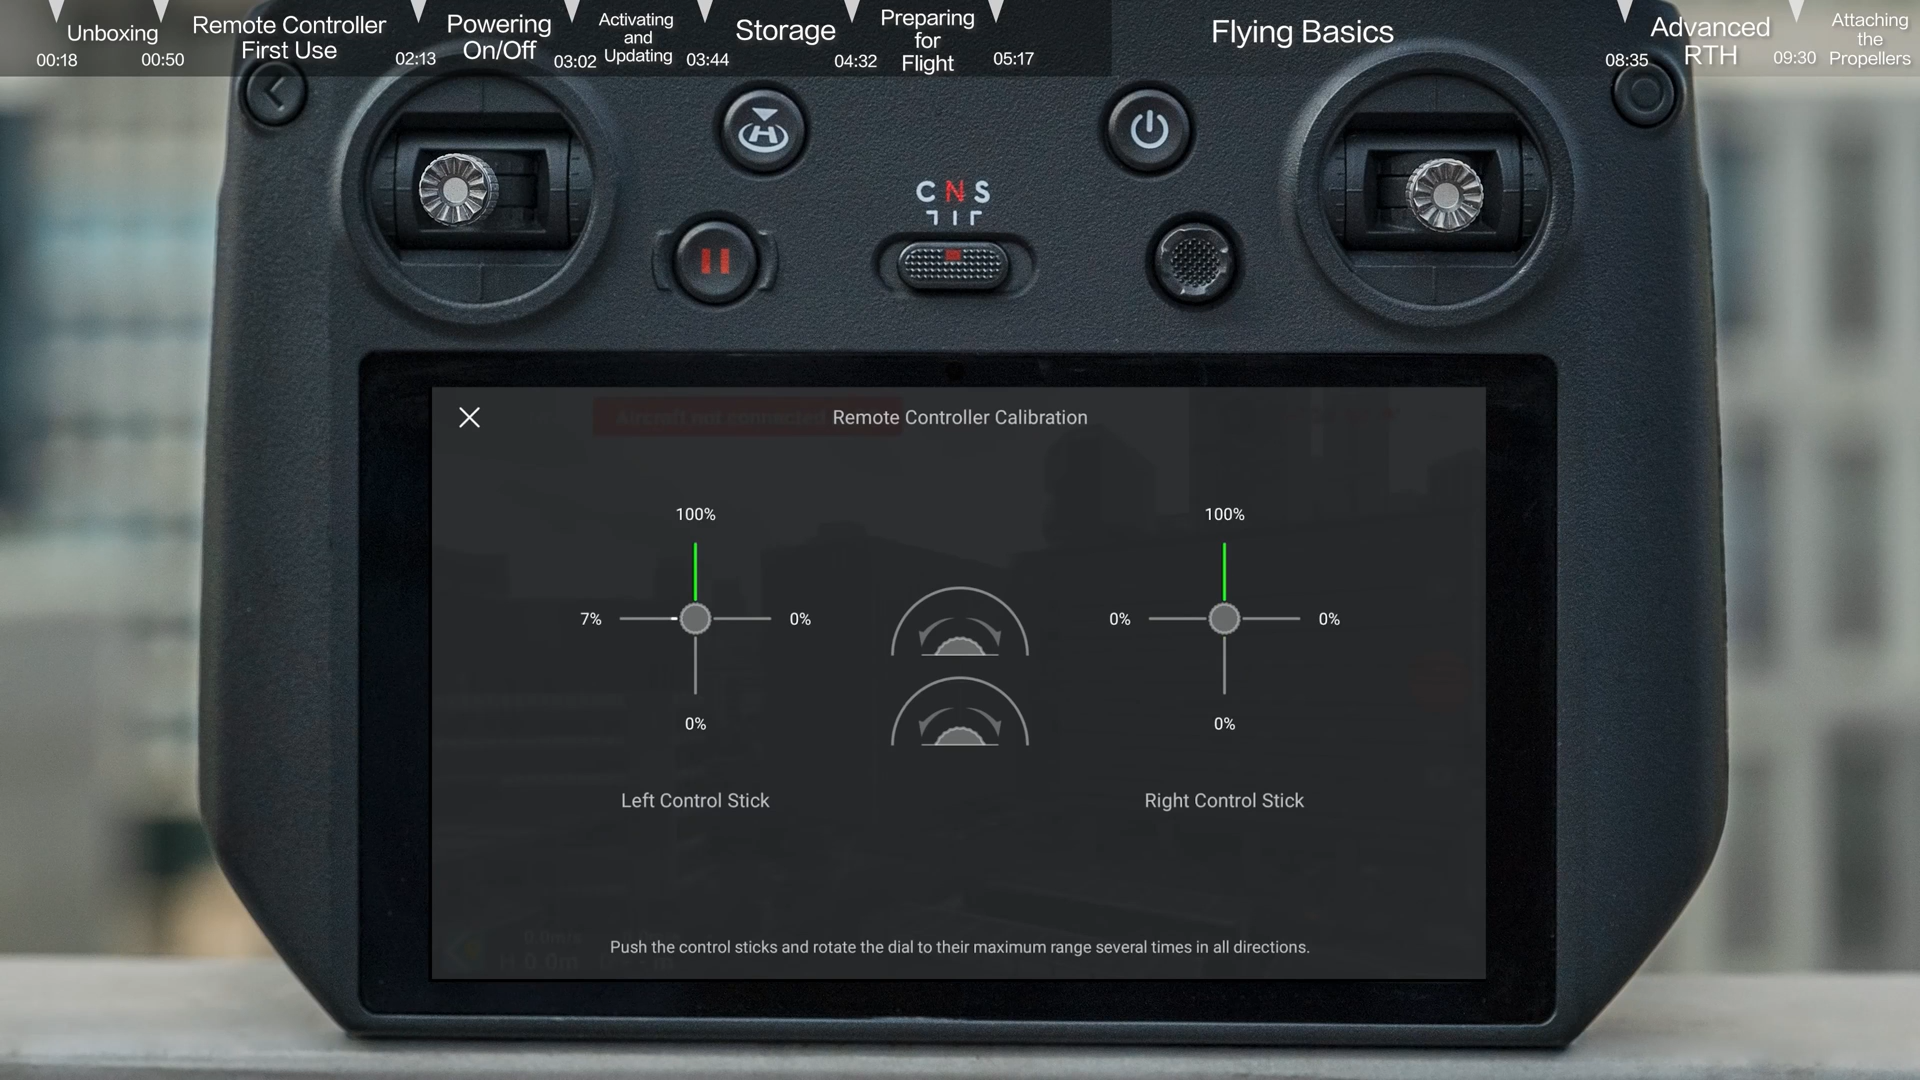 Unboxing
Remote Controller
First Use
Powering
On/Off
Activating
and
Updating
Storage
Preparing
for
Flight
Flying Basics
Advanced
RTH
Attaching
the
Propellers
00:18
00:50
02:13
03:02
03:44
04:32
05:17
08:35
09:30
H
C N S
Aircraft not connected
Remote Controller Calibration
100%
100%
7%
0%
0%
0%
0%
0%
Left Control Stick
Right Control Stick
Push the control sticks and rotate the dial to their maximum range several times in all directions.